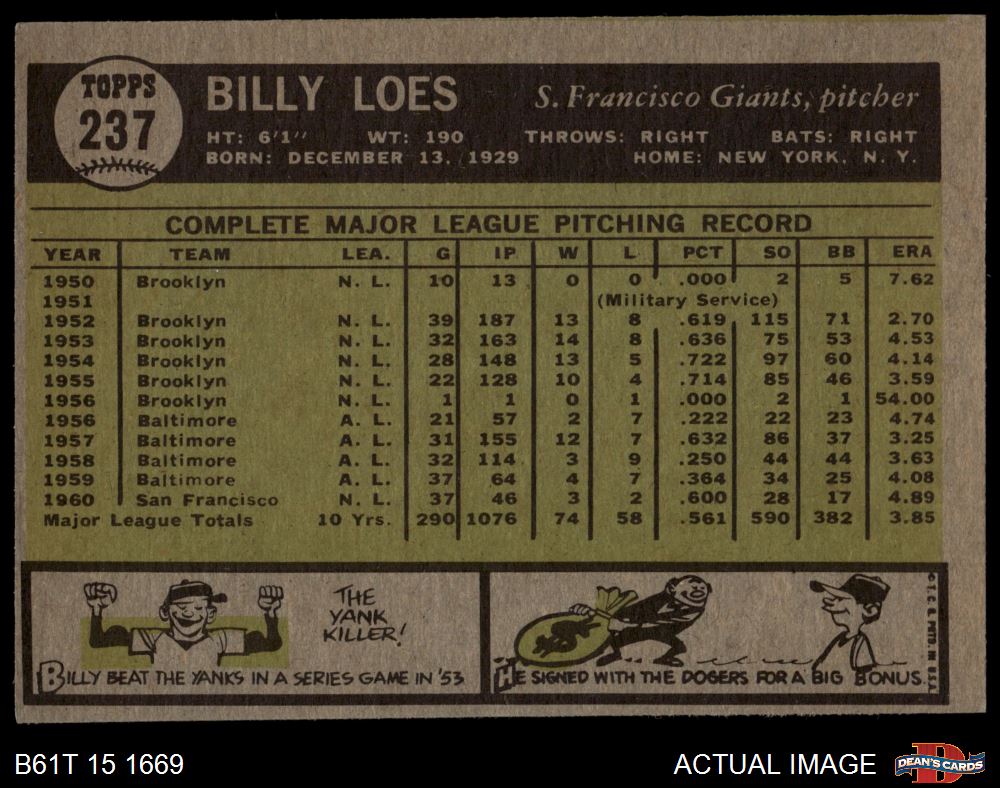 TOPPS
237
BILLY LOES
S. Francisco Giants, pitcher
HT: 6'1'' WT: 190 THROWS: RIGHT BATS: RIGHT
BORN: DECEMBER 13, 1929 HOME: NEW YORK, N. Y.
COMPLETE MAJOR LEAGUE PITCHING RECORD
YEAR TEAM LEA. G IP W L PCT SO BB ERA
1950 Brooklyn N. L. 10 13 0 0 .000 2 5 7.62
1951 (Military Service)
1952 Brooklyn N. L. 39 187 13 8 .619 115 71 2.70
1953 Brooklyn N. L. 32 163 14 8 .636 75 53 4.53
1954 Brooklyn N. L. 28 148 13 5 .722 97 60 4.14
1955 Brooklyn N. L. 22 128 10 4 .714 85 46 3.59
1956 Brooklyn N. L. 1 1 0 1 .000 2 1 54.00
1956 Baltimore A. L. 21 57 2 7 .222 22 23 4.74
1957 Baltimore A. L. 31 155 12 7 .632 86 37 3.25
1958 Baltimore A. L. 32 114 3 9 .250 44 44 3.63
1959 Baltimore A. L. 37 64 4 7 .364 34 25 4.08
1960 San Francisco N. L. 37 46 3 2 .600 28 17 4.89
Major League Totals 10 Yrs. 290 1076 74 58 .561 590 382 3.85
THE
YANK
KILLER!
BILLY BEAT THE YANKS IN A SERIES GAME IN '53
HE SIGNED WITH THE DOGERS FOR A BIG BONUS.
© T.C.G. PRTD. IN U.S.A.
B61T 15 1669
ACTUAL IMAGE
D
DEAN'S CARDS